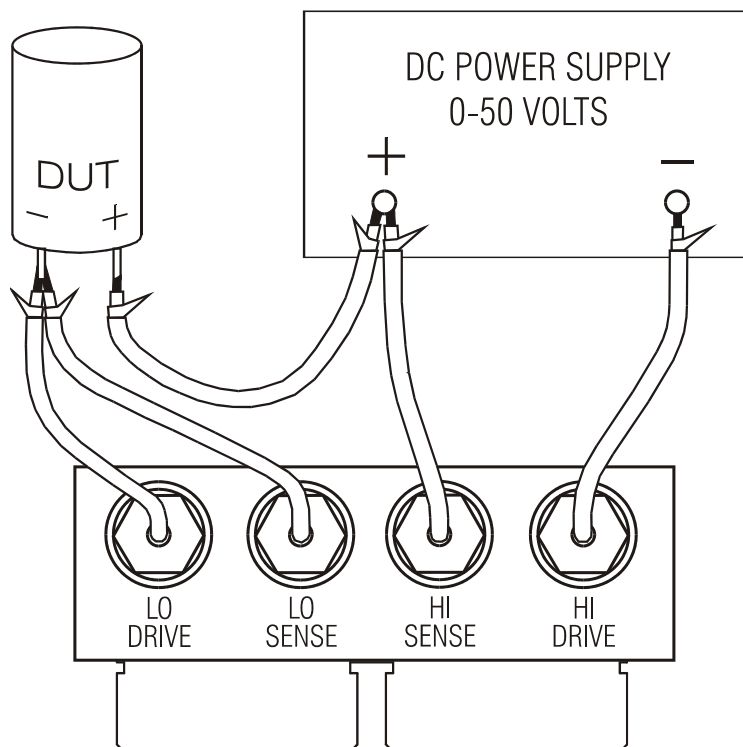 DC POWER SUPPLY
0-50 VOLTS
+ −
DUT
− +
LO
DRIVE
LO
SENSE
HI
SENSE
HI
DRIVE